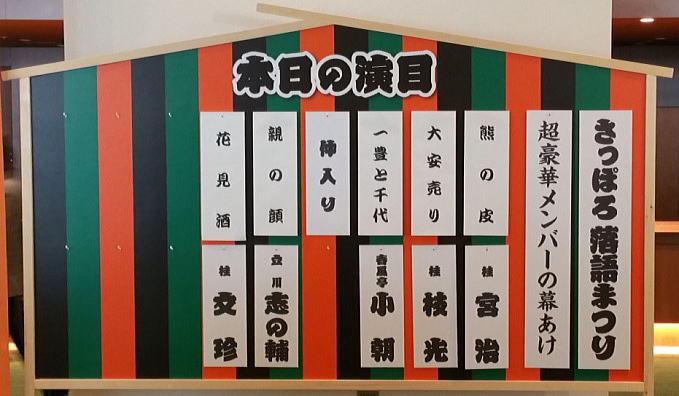 本日の演目
さっぽろ落語まつり
超豪華メンバーの幕あけ
熊の皮
桂 宮治
大安売り
桂 枝光
一豊と千代
春風亭 小朝
仲入り
親の顔
立川 志の輔
花見酒
桂 文珍